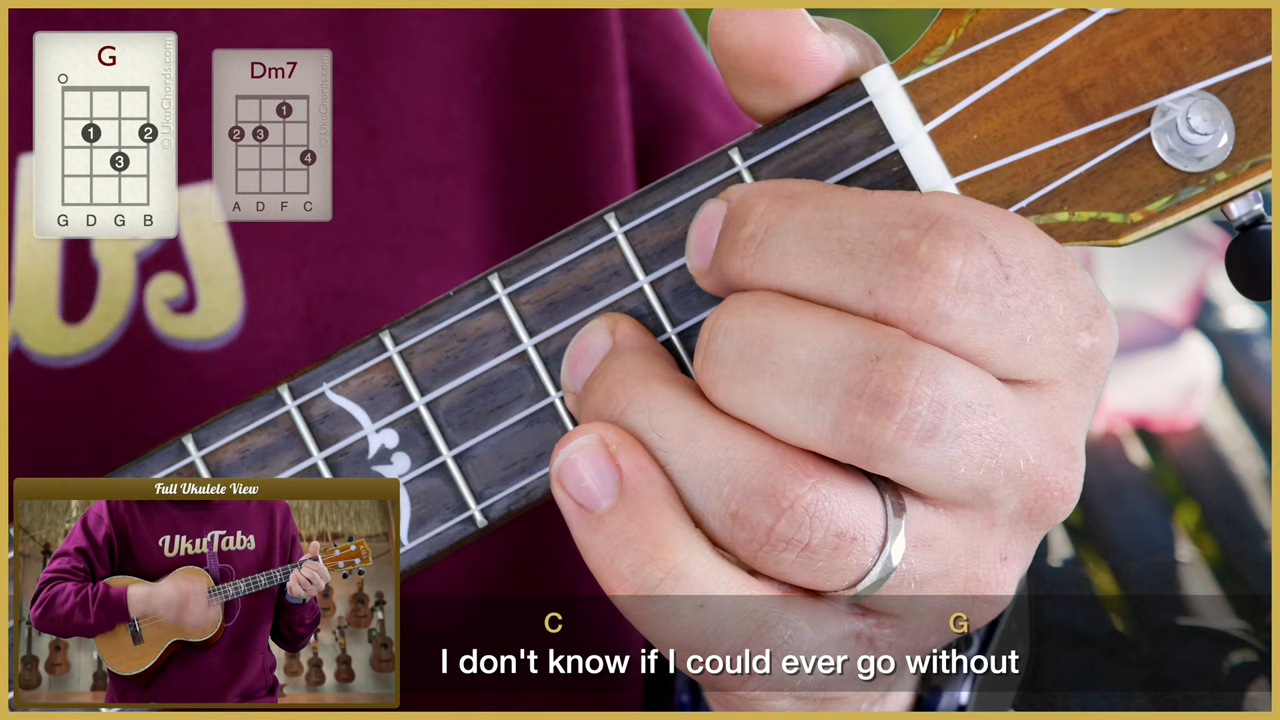 G
© UkuChords.com
1
2
3
G D G B
Dm7
© UkuChords.com
1
2 3
4
A D F C
bs
Full Ukulele View
UkuTabs
C G
I don't know if I could ever go without